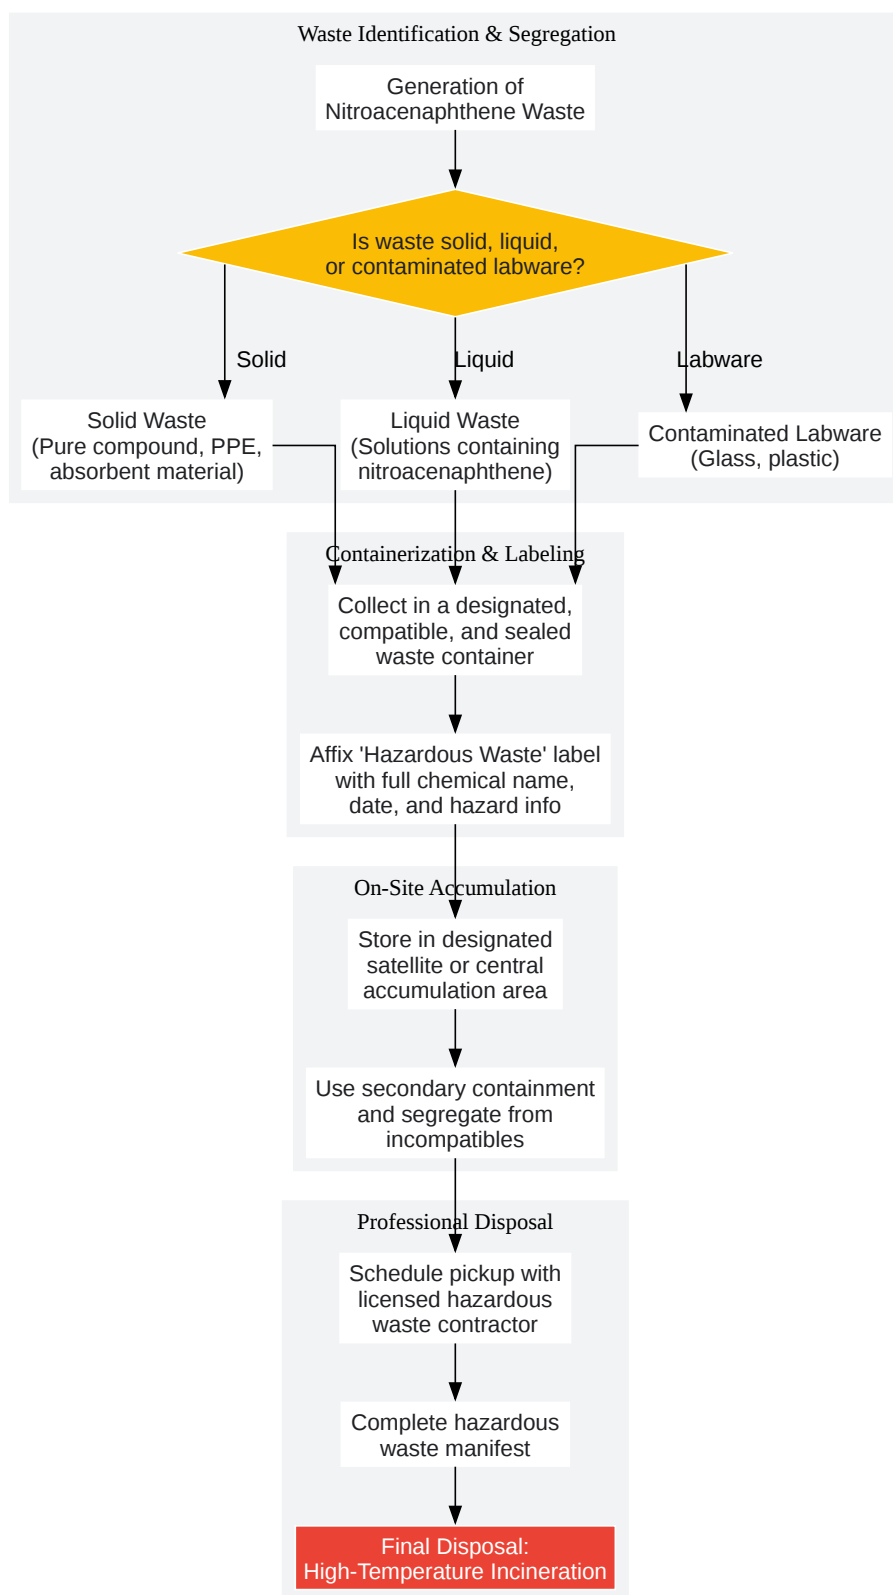 Waste Identification & Segregation
Generation of
Nitroacenaphthene Waste
Is waste solid, liquid,
or contaminated labware?
Solid
Liquid
Labware
Solid Waste
(Pure compound, PPE,
absorbent material)
Liquid Waste
(Solutions containing
nitroacenaphthene)
Contaminated Labware
(Glass, plastic)
Containerization & Labeling
Collect in a designated,
compatible, and sealed
waste container
Affix 'Hazardous Waste' label
with full chemical name,
date, and hazard info
On-Site Accumulation
Store in designated
satellite or central
accumulation area
Use secondary containment
and segregate from
incompatibles
Professional Disposal
Schedule pickup with
licensed hazardous
waste contractor
Complete hazardous
waste manifest
Final Disposal:
High-Temperature Incineration